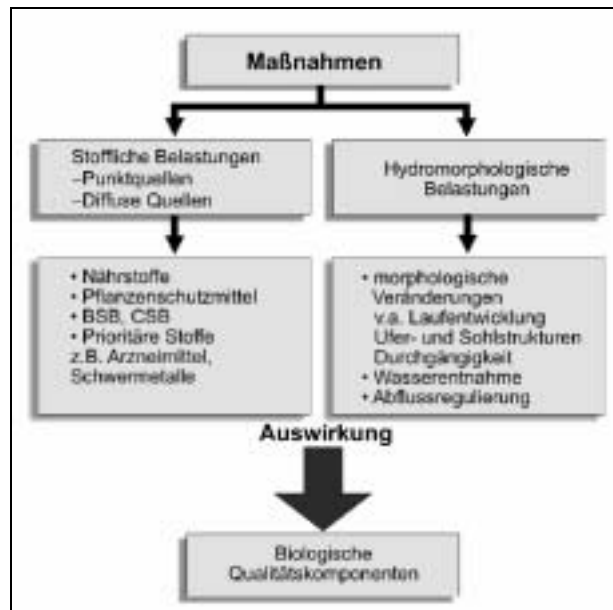 Maßnahmen
Stoffliche Belastungen
–Punktquellen
–Diffuse Quellen
Hydromorphologische
Belastungen
• Nährstoffe
• Pflanzenschutzmittel
• BSB, CSB
• Prioritäre Stoffe
z.B. Arzneimittel,
Schwermetalle
• morphologische
Veränderungen
v.a. Laufentwicklung
Ufer- und Sohlstrukturen
Durchgängigkeit
• Wasserentnahme
• Abflussregulierung
Auswirkung
Biologische
Qualitätskomponenten